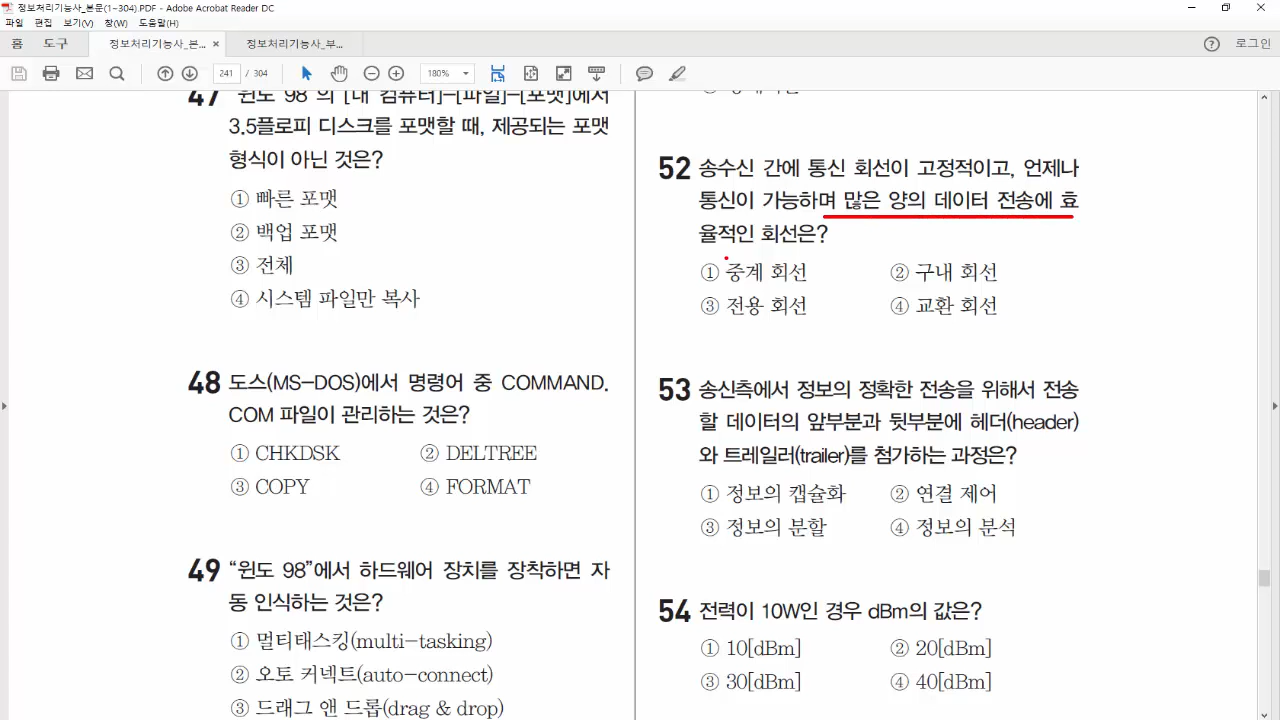 정보처리기능사_본문(1~304).PDF - Adobe Acrobat Reader DC
파일 편집 보기(V) 창(W) 도움말(H)
홈 도구 정보처리기능사_본... × 정보처리기능사_부... 로그인
241 / 304 180%
47 윈도 98 의 [내 컴퓨터]-[파일]-[포맷]에서
3.5플로피 디스크를 포맷할 때, 제공되는 포맷
형식이 아닌 것은?
① 빠른 포맷
② 백업 포맷
③ 전체
④ 시스템 파일만 복사
48 도스(MS-DOS)에서 명령어 중 COMMAND.
COM 파일이 관리하는 것은?
① CHKDSK ② DELTREE
③ COPY ④ FORMAT
49 “윈도 98”에서 하드웨어 장치를 장착하면 자
동 인식하는 것은?
① 멀티태스킹(multi-tasking)
② 오토 커넥트(auto-connect)
③ 드래그 앤 드롭(drag & drop)
52 송수신 간에 통신 회선이 고정적이고, 언제나
통신이 가능하며 많은 양의 데이터 전송에 효
율적인 회선은?
① 중계 회선 ② 구내 회선
③ 전용 회선 ④ 교환 회선
53 송신측에서 정보의 정확한 전송을 위해서 전송
할 데이터의 앞부분과 뒷부분에 헤더(header)
와 트레일러(trailer)를 첨가하는 과정은?
① 정보의 캡슐화 ② 연결 제어
③ 정보의 분할 ④ 정보의 분석
54 전력이 10W인 경우 dBm의 값은?
① 10[dBm] ② 20[dBm]
③ 30[dBm] ④ 40[dBm]